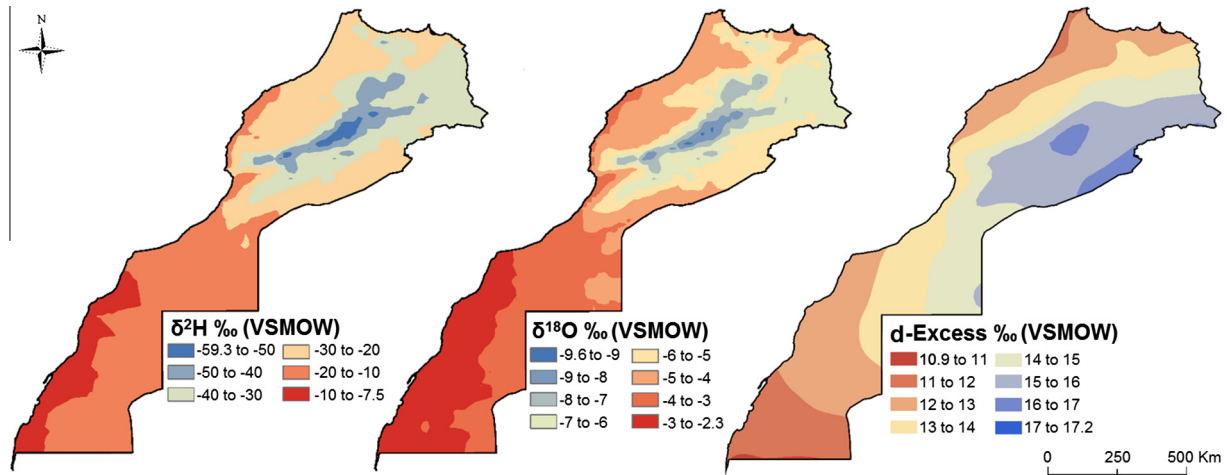 N
δ²H ‰ (VSMOW)
-59.3 to -50
-30 to -20
-50 to -40
-20 to -10
-40 to -30
-10 to -7.5
δ¹⁸O ‰ (VSMOW)
-9.6 to -9
-6 to -5
-9 to -8
-5 to -4
-8 to -7
-4 to -3
-7 to -6
-3 to -2.3
d-Excess ‰ (VSMOW)
10.9 to 11
14 to 15
11 to 12
15 to 16
12 to 13
16 to 17
13 to 14
17 to 17.2
0 250 500 Km